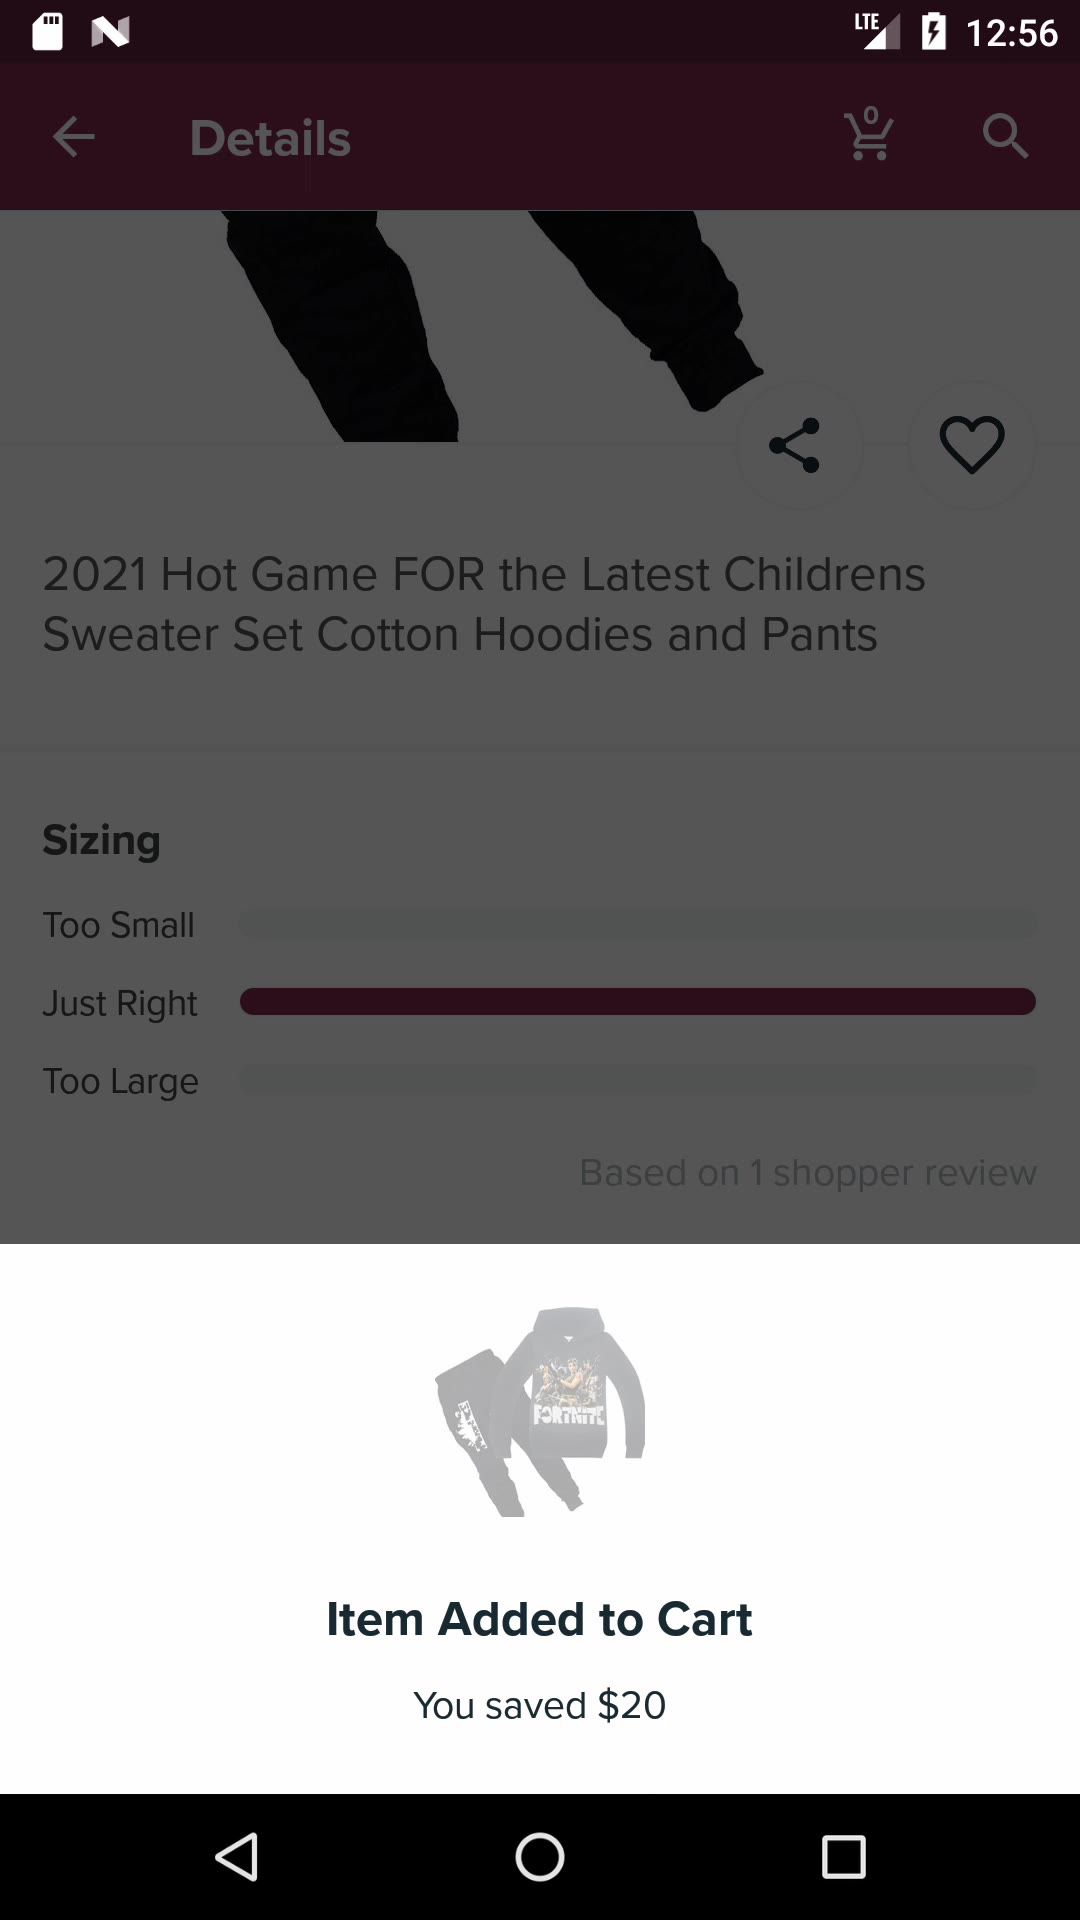 LTE
12:56
Details
0
2021 Hot Game FOR the Latest Childrens
Sweater Set Cotton Hoodies and Pants
Sizing
Too Small
Just Right
Too Large
Based on 1 shopper review
FORTNITE
Item Added to Cart
You saved $20